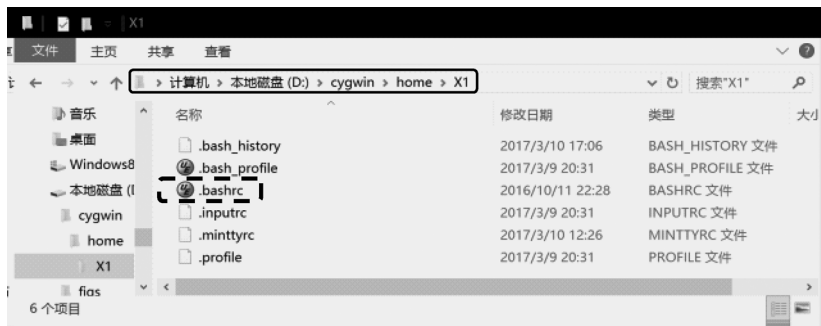 X1
文件 主页 共享 查看
计算机 > 本地磁盘 (D:) > cygwin > home > X1 搜索"X1"
音乐
桌面
Windows8
本地磁盘 (
cygwin
home
X1
figs
名称 修改日期 类型 大小
.bash_history 2017/3/10 17:06 BASH_HISTORY 文件
.bash_profile 2017/3/9 20:31 BASH_PROFILE 文件
.bashrc 2016/10/11 22:28 BASHRC 文件
.inputrc 2017/3/9 20:31 INPUTRC 文件
.minttyrc 2017/3/10 12:26 MINTTYRC 文件
.profile 2017/3/9 20:31 PROFILE 文件
6 个项目